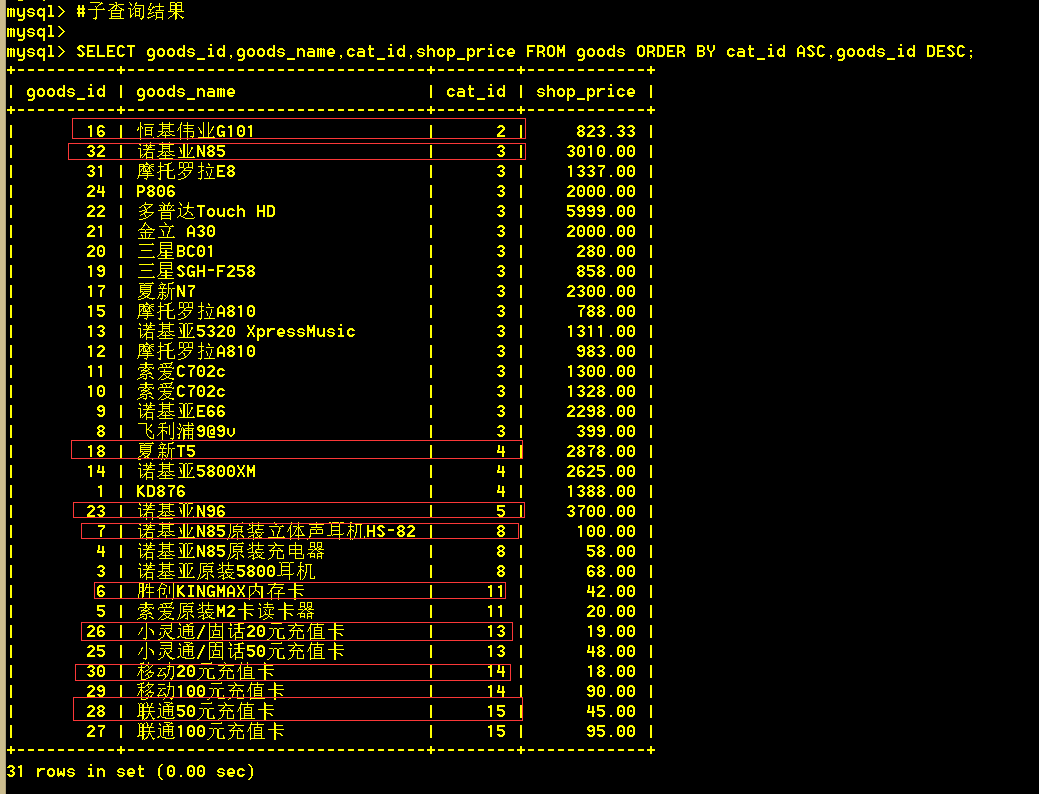 mysql> #子查询结果
mysql>
mysql> SELECT goods_id,goods_name,cat_id,shop_price FROM goods ORDER BY cat_id ASC,goods_id DESC;
+----------+------------------------------+--------+------------+
| goods_id | goods_name | cat_id | shop_price |
+----------+------------------------------+--------+------------+
| 16 | 恒基伟业G101 | 2 | 823.33 |
| 32 | 诺基亚N85 | 3 | 3010.00 |
| 31 | 摩托罗拉E8 | 3 | 1337.00 |
| 24 | P806 | 3 | 2000.00 |
| 22 | 多普达Touch HD | 3 | 5999.00 |
| 21 | 金立 A30 | 3 | 2000.00 |
| 20 | 三星BC01 | 3 | 280.00 |
| 19 | 三星SGH-F258 | 3 | 858.00 |
| 17 | 夏新N7 | 3 | 2300.00 |
| 15 | 摩托罗拉A810 | 3 | 788.00 |
| 13 | 诺基亚5320 XpressMusic | 3 | 1311.00 |
| 12 | 摩托罗拉A810 | 3 | 983.00 |
| 11 | 索爱C702c | 3 | 1300.00 |
| 10 | 索爱C702c | 3 | 1328.00 |
| 9 | 诺基亚E66 | 3 | 2298.00 |
| 8 | 飞利浦9@9v | 3 | 399.00 |
| 18 | 夏新T5 | 4 | 2878.00 |
| 14 | 诺基亚5800XM | 4 | 2625.00 |
| 1 | KD876 | 4 | 1388.00 |
| 23 | 诺基亚N96 | 5 | 3700.00 |
| 7 | 诺基亚N85原装立体声耳机HS-82 | 8 | 100.00 |
| 4 | 诺基亚N85原装充电器 | 8 | 58.00 |
| 3 | 诺基亚原装5800耳机 | 8 | 68.00 |
| 6 | 胜创KINGMAX内存卡 | 11 | 42.00 |
| 5 | 索爱原装M2卡读卡器 | 11 | 20.00 |
| 26 | 小灵通/固话20元充值卡 | 13 | 19.00 |
| 25 | 小灵通/固话50元充值卡 | 13 | 48.00 |
| 30 | 移动20元充值卡 | 14 | 18.00 |
| 29 | 移动100元充值卡 | 14 | 90.00 |
| 28 | 联通50元充值卡 | 15 | 45.00 |
| 27 | 联通100元充值卡 | 15 | 95.00 |
+----------+------------------------------+--------+------------+
31 rows in set (0.00 sec)